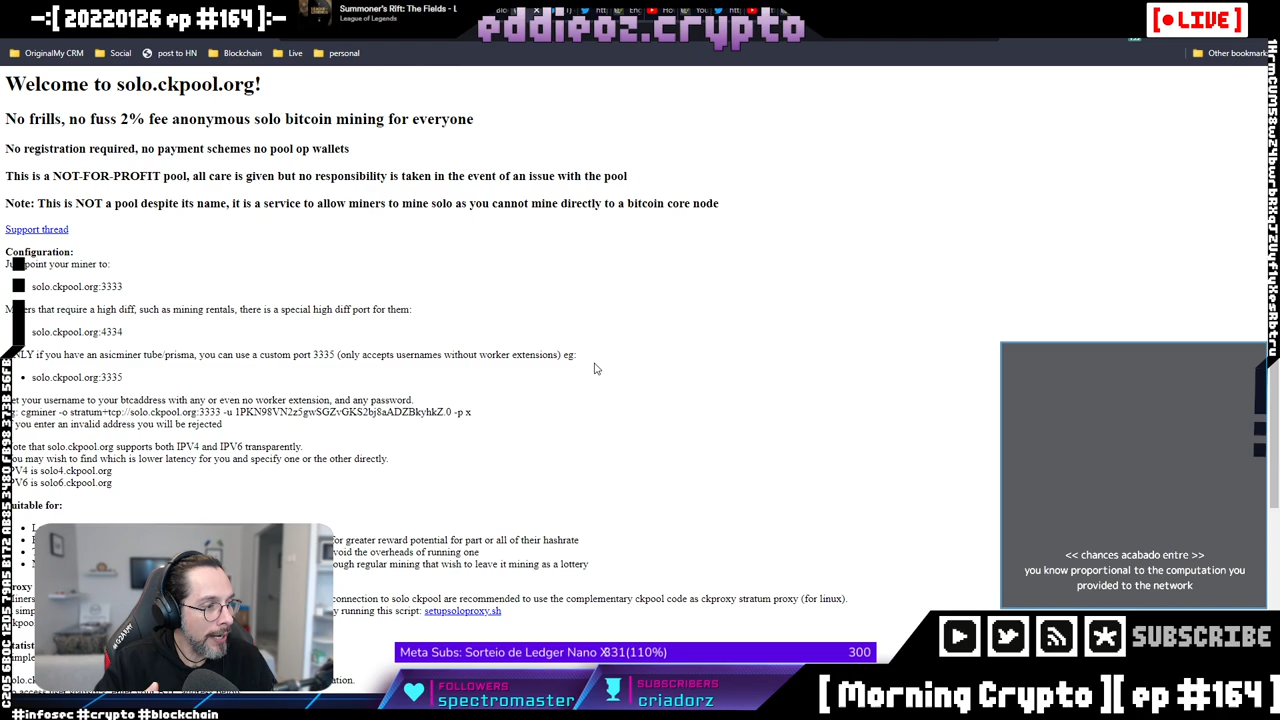 -:[ 20220126 ep #164 ]:-
Summoner's Rift: The Fields - L
League of Legends
eddieoz.crypto
[ ● LIVE ]
OriginalMy CRM
Social
post to HN
Blockchain
Live
personal
Other bookmark
Welcome to solo.ckpool.org!
No frills, no fuss 2% fee anonymous solo bitcoin mining for everyone
No registration required, no payment schemes no pool op wallets
This is a NOT-FOR-PROFIT pool, all care is given but no responsibility is taken in the event of an issue with the pool
Note: This is NOT a pool despite its name, it is a service to allow miners to mine solo as you cannot mine directly to a bitcoin core node
Support thread
Configuration:
point your miner to:
solo.ckpool.org:3333
that require a high diff, such as mining rentals, there is a special high diff port for them:
solo.ckpool.org:4334
if you have an asicminer tube/prisma, you can use a custom port 3335 (only accepts usernames without worker extensions) eg:
solo.ckpool.org:3335
your username to your btcaddress with any or even no worker extension, and any password.
cgminer -o stratum+tcp://solo.ckpool.org:3333 -u 1PKN98VN2z5gwSGZvGKS2bj8aADZBkyhkZ.0 -p x
you enter an invalid address you will be rejected
that solo.ckpool.org supports both IPV4 and IPV6 transparently.
may wish to find which is lower latency for you and specify one or the other directly.
is solo4.ckpool.org
is solo6.ckpool.org
for:
for greater reward potential for part or all of their hashrate
avoid the overheads of running one
regular mining that wish to leave it mining as a lottery
connection to solo ckpool are recommended to use the complementary ckpool code as ckproxy stratum proxy (for linux).
running this script: setupsoloproxy.sh
<< chances acabado entre >>
you know proportional to the computation you
provided to the network
Meta Subs: Sorteio de Ledger Nano X
331(110%)
300
FOLLOWERS
spectromaster
SUBSCRIBERS
criadorz
SUBSCRIBE
[ Morning Crypto ][ ep #164 ]
#infosec #crypto #blockchain